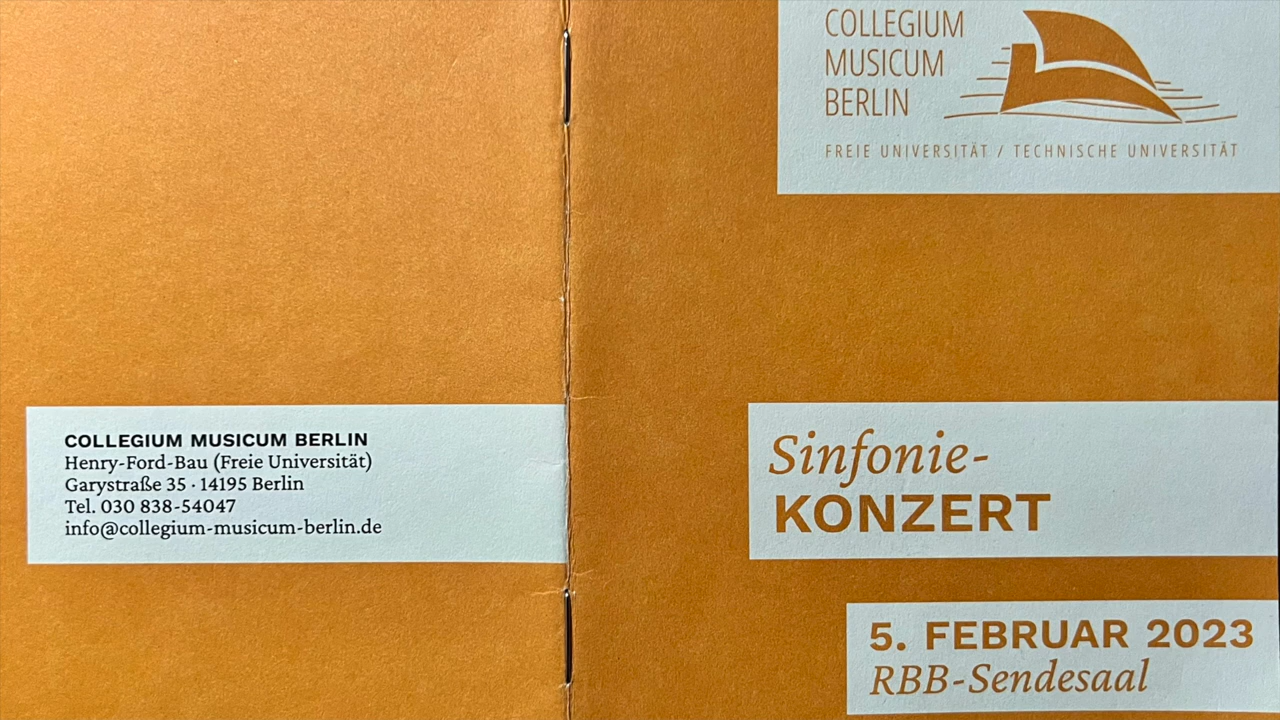 COLLEGIUM MUSICUM BERLIN
Henry-Ford-Bau (Freie Universität)
Garystraße 35 · 14195 Berlin
Tel. 030 838-54047
info@collegium-musicum-berlin.de
COLLEGIUM
MUSICUM
BERLIN
FREIE UNIVERSITÄT / TECHNISCHE UNIVERSITÄT
Sinfonie-
KONZERT
5. FEBRUAR 2023
RBB-Sendesaal